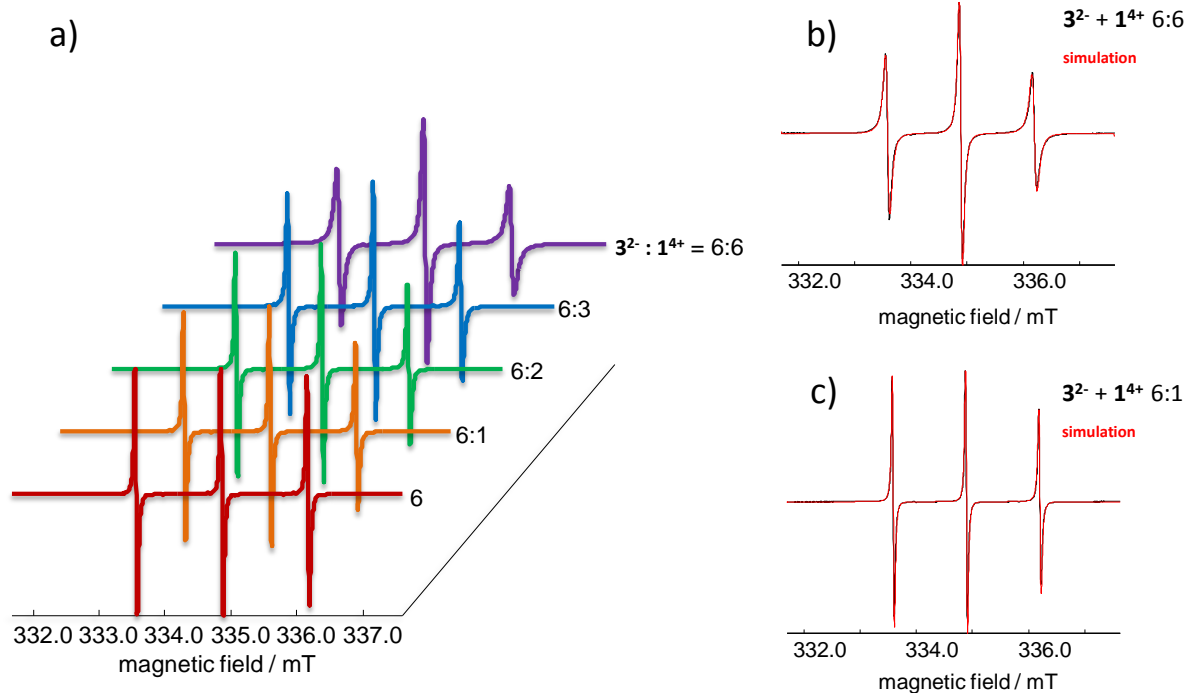 a)
3²⁻ : 1⁴⁺ = 6:6
6:3
6:2
6:1
6
332.0 333.0 334.0 335.0 336.0 337.0
magnetic field / mT
b)
3²⁻ + 1⁴⁺ 6:6
simulation
332.0 334.0 336.0
magnetic field / mT
c)
3²⁻ + 1⁴⁺ 6:1
simulation
332.0 334.0 336.0
magnetic field / mT